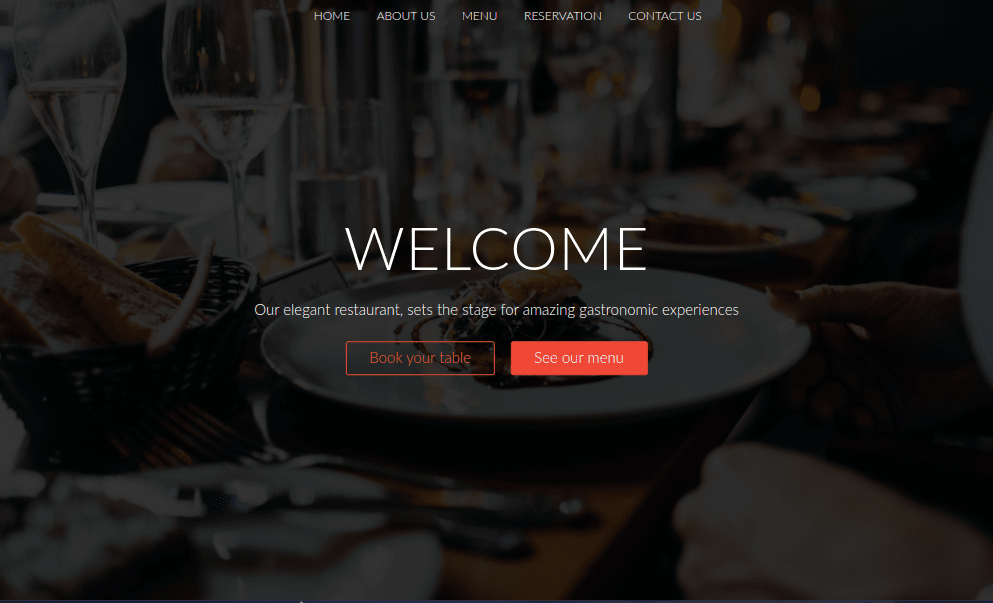 HOME ABOUT US MENU RESERVATION CONTACT US
WELCOME
Our elegant restaurant, sets the stage for amazing gastronomic experiences
Book your table See our menu